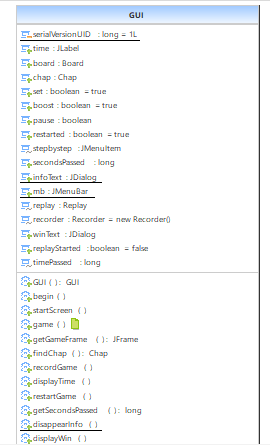 GUI
serialVersionUID : long = 1L
time : JLabel
board : Board
chap : Chap
set : boolean = true
boost : boolean = true
pause : boolean
restarted : boolean = true
stepbystep : JMenuItem
secondsPassed : long
infoText : JDialog
mb : JMenuBar
replay : Replay
recorder : Recorder = new Recorder()
winText : JDialog
replayStarted : boolean = false
timePassed : long
GUI ( ) : GUI
begin ( )
startScreen ( )
game ( )
getGameFrame ( ) : JFrame
findChap ( ) : Chap
recordGame ( )
displayTime ( )
restartGame ( )
getSecondsPassed ( ) : long
disappearInfo ( )
displayWin ( )